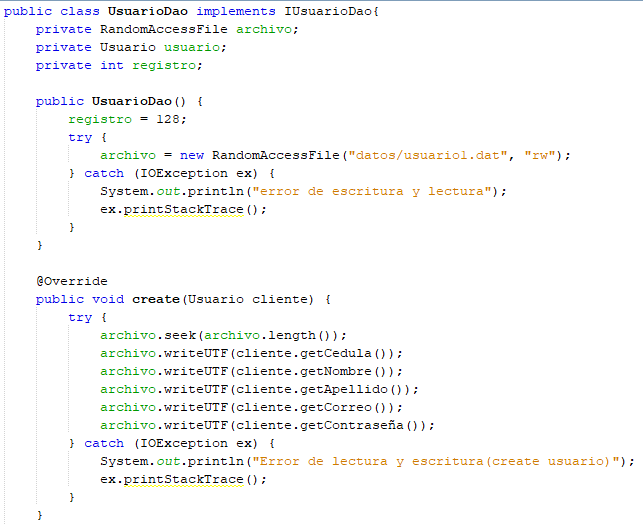 public class UsuarioDao implements IUsuarioDao{
    private RandomAccessFile archivo;
    private Usuario usuario;
    private int registro;

    public UsuarioDao() {
        registro = 128;
        try {
            archivo = new RandomAccessFile("datos/usuario1.dat", "rw");
        } catch (IOException ex) {
            System.out.println("error de escritura y lectura");
            ex.printStackTrace();
        }
    }

    @Override
    public void create(Usuario cliente) {
        try {
            archivo.seek(archivo.length());
            archivo.writeUTF(cliente.getCedula());
            archivo.writeUTF(cliente.getNombre());
            archivo.writeUTF(cliente.getApellido());
            archivo.writeUTF(cliente.getCorreo());
            archivo.writeUTF(cliente.getContraseña());
        } catch (IOException ex) {
            System.out.println("Error de lectura y escritura(create usuario)");
            ex.printStackTrace();
        }
    }